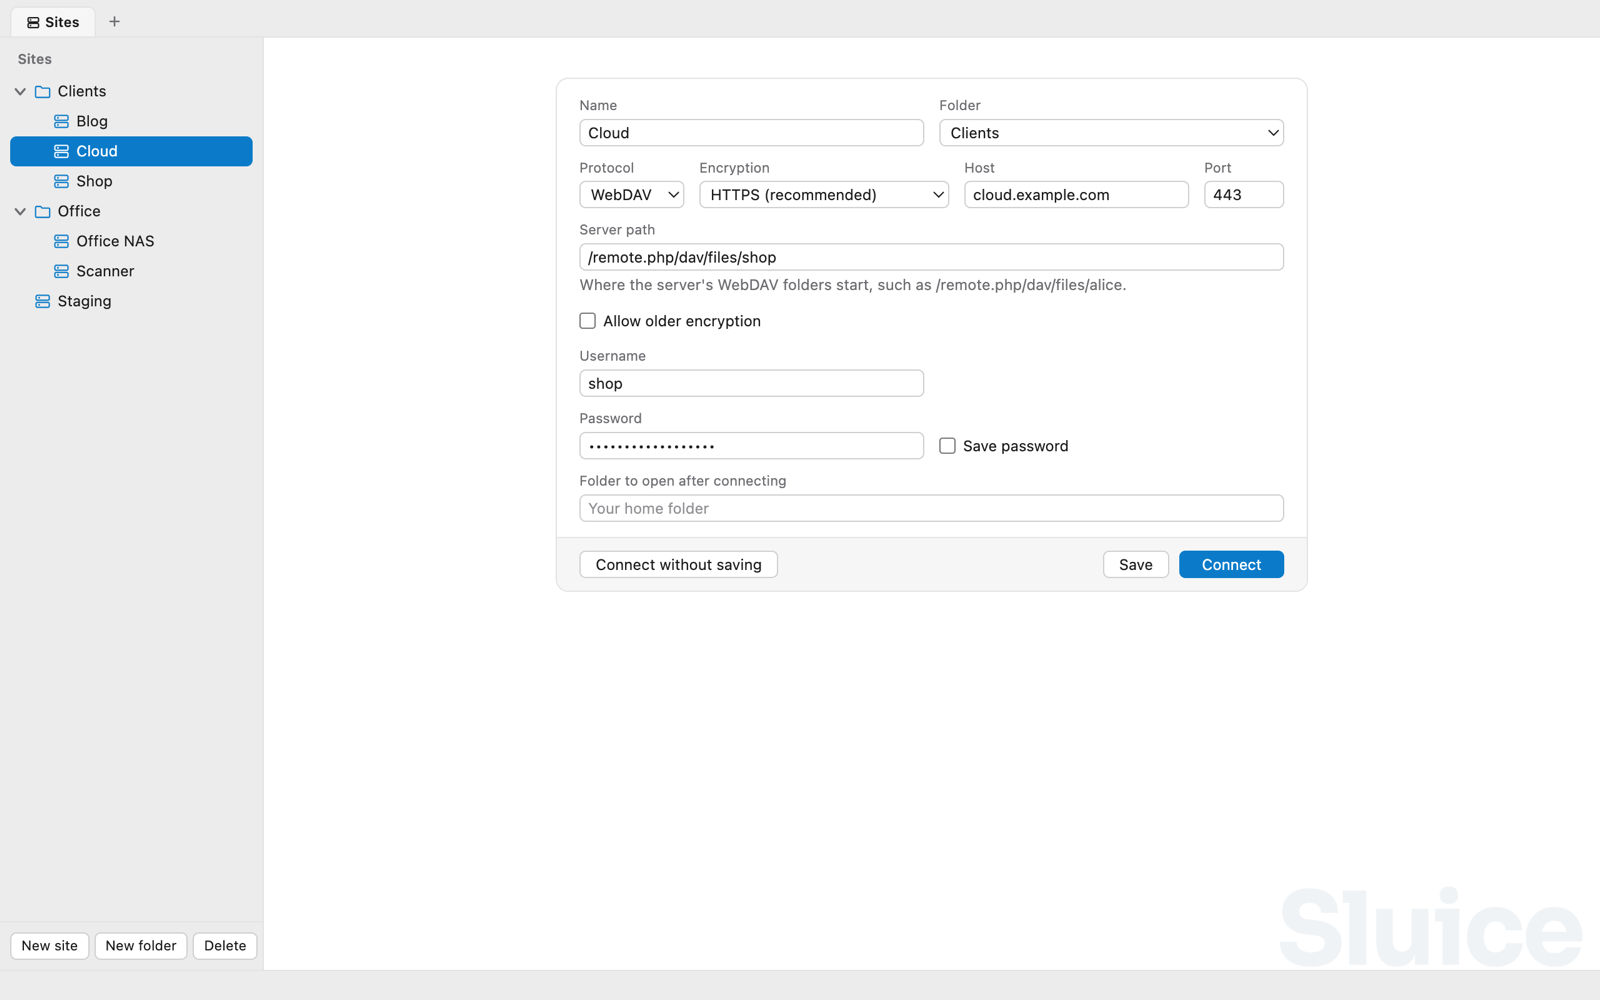 Sites
Sites
Clients
Blog
Cloud
Shop
Office
Office NAS
Scanner
Staging
New site New folder Delete
Name Folder
Cloud Clients
Protocol Encryption Host Port
WebDAV HTTPS (recommended) cloud.example.com 443
Server path
/remote.php/dav/files/shop
Where the server's WebDAV folders start, such as /remote.php/dav/files/alice.
Allow older encryption
Username
shop
Password
•••••••••••••••••• Save password
Folder to open after connecting
Your home folder
Connect without saving Save Connect
Sluice